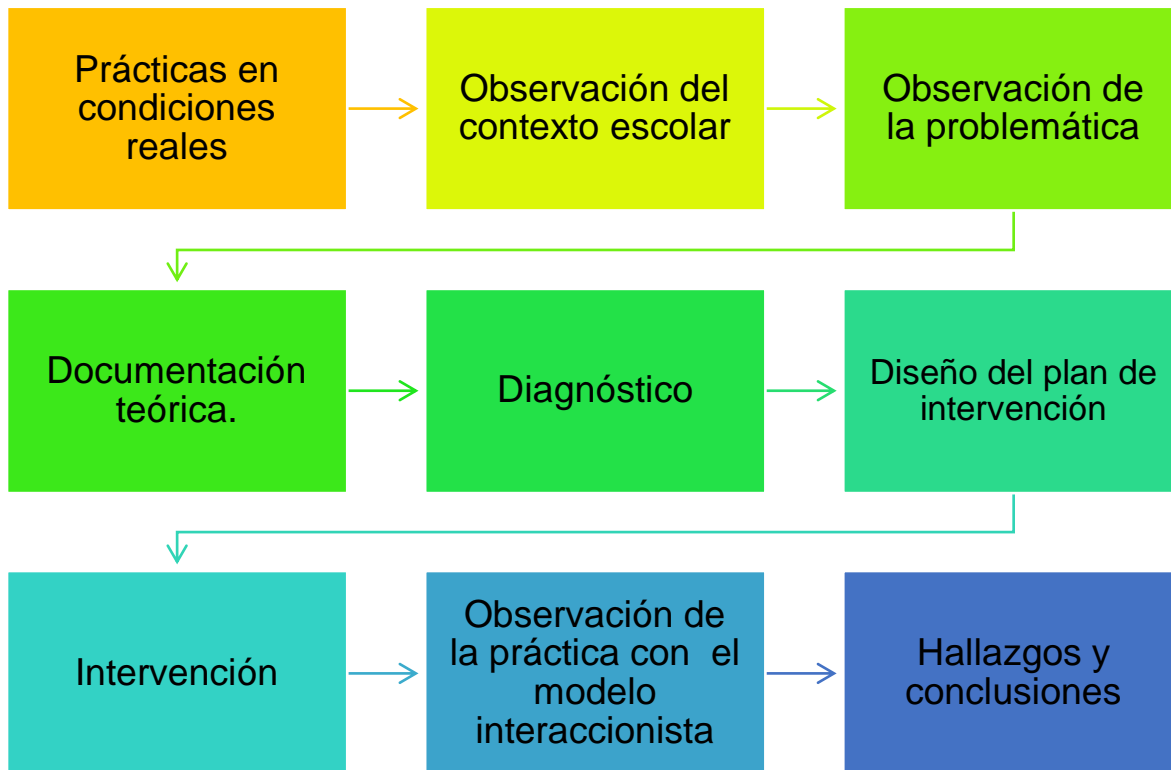 Prácticas en
condiciones
reales
Observación del
contexto escolar
Observación de
la problemática
Documentación
teórica.
Diagnóstico
Diseño del plan de
intervención
Intervención
Observación de
la práctica con  el
modelo
interaccionista
Hallazgos y
conclusiones